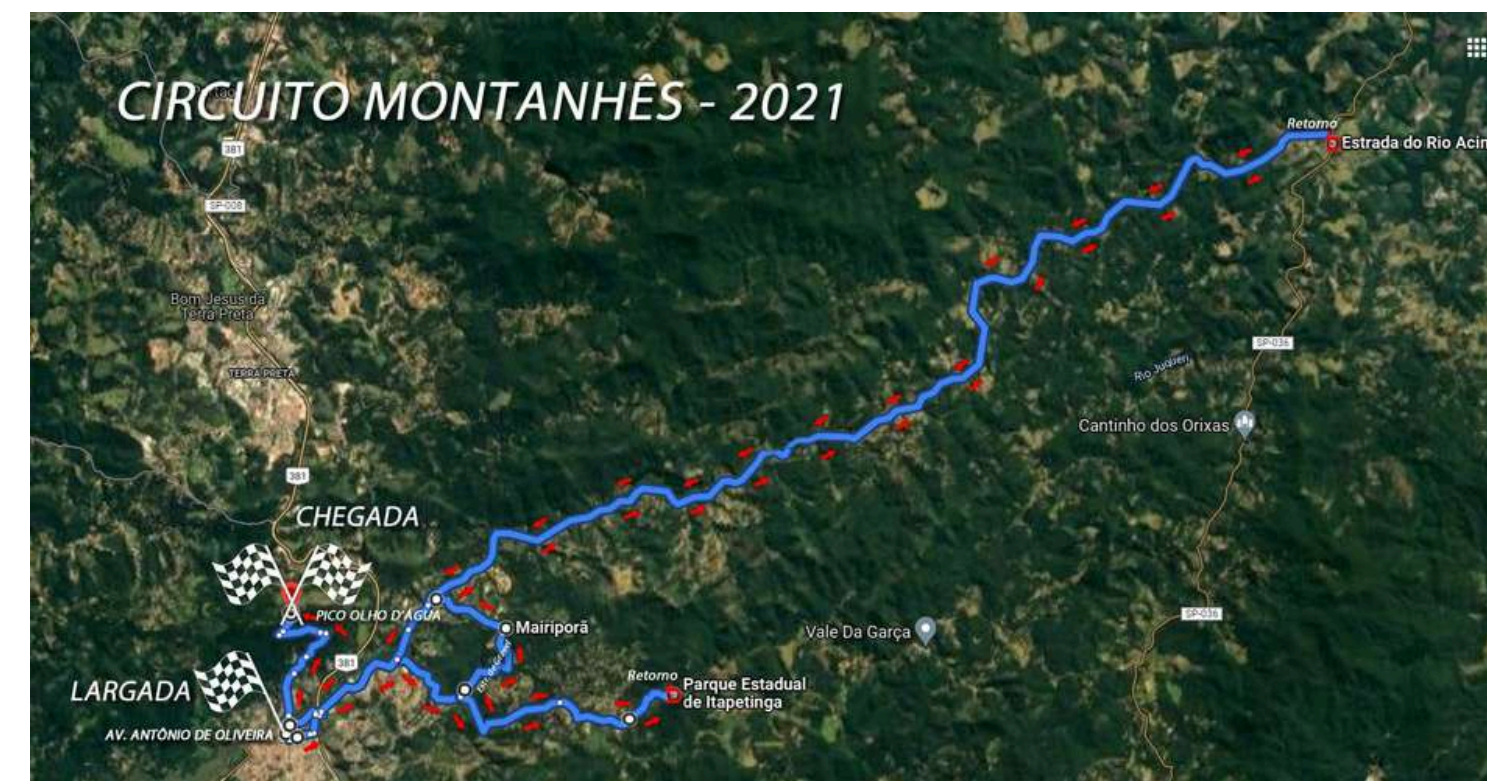 CIRCUITO MONTANHÊS - 2021
Retorno
Estrada do Rio Acim
381
SP-008
Bom Jesus da
Terra Preta
TERRA PRETA
SP-036
Rio Juqueri
Cantinho dos Orixas
381
CHEGADA
PICO OLHO D'ÁGUA
SP-036
Mairiporã
Vale Da Garça
381
Retorno
Parque Estadual
de Itapetinga
LARGADA
AV. ANTÔNIO DE OLIVEIRA